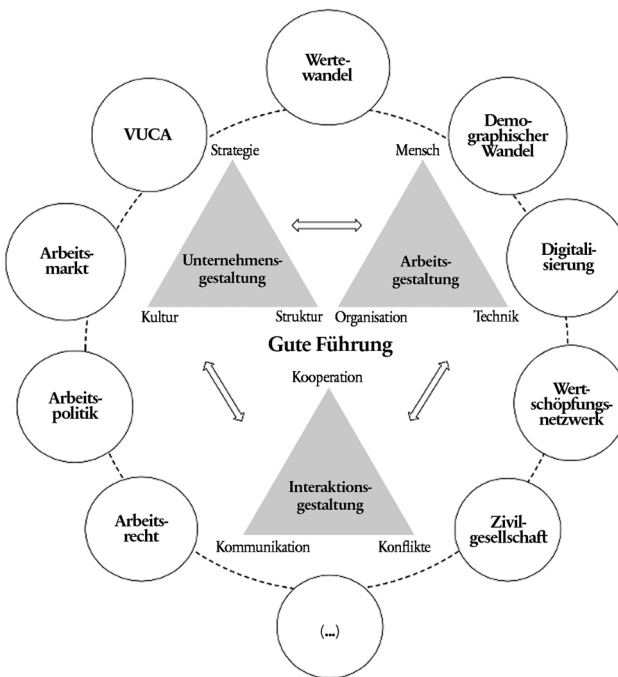 Werte-
wandel
VUCA
Demo-
graphischer
Wandel
Strategie
Mensch
Arbeits-
markt
Unternehmens-
gestaltung
Arbeits-
gestaltung
Digitali-
sierung
Kultur
Struktur
Organisation
Technik
Gute Führung
Kooperation
Arbeits-
politik
Wert-
schöpfungs-
netzwerk
Interaktions-
gestaltung
Arbeits-
recht
Zivil-
gesellschaft
Kommunikation
Konflikte
(...)